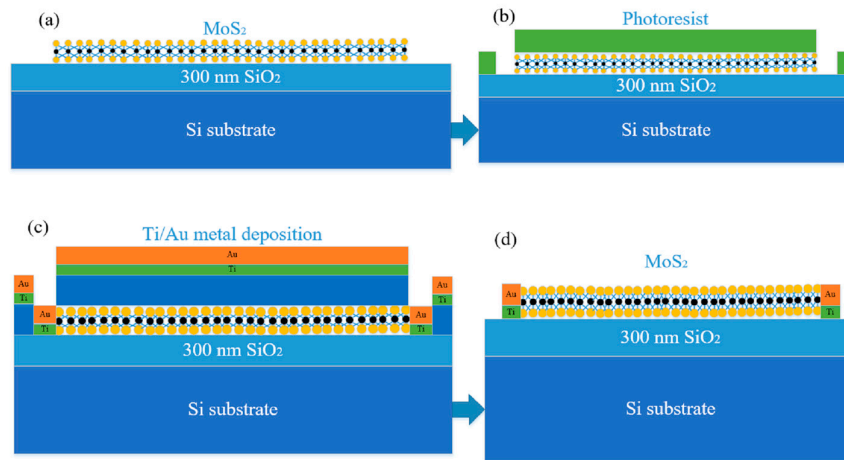 (a)
MoS₂
300 nm SiO₂
Si substrate
(b)
Photoresist
300 nm SiO₂
Si substrate
(c)
Ti/Au metal deposition
Au
Ti
Au
Ti
Au
Ti
Au
Ti
Au
Ti
300 nm SiO₂
Si substrate
(d)
MoS₂
Au
Ti
Au
Ti
300 nm SiO₂
Si substrate